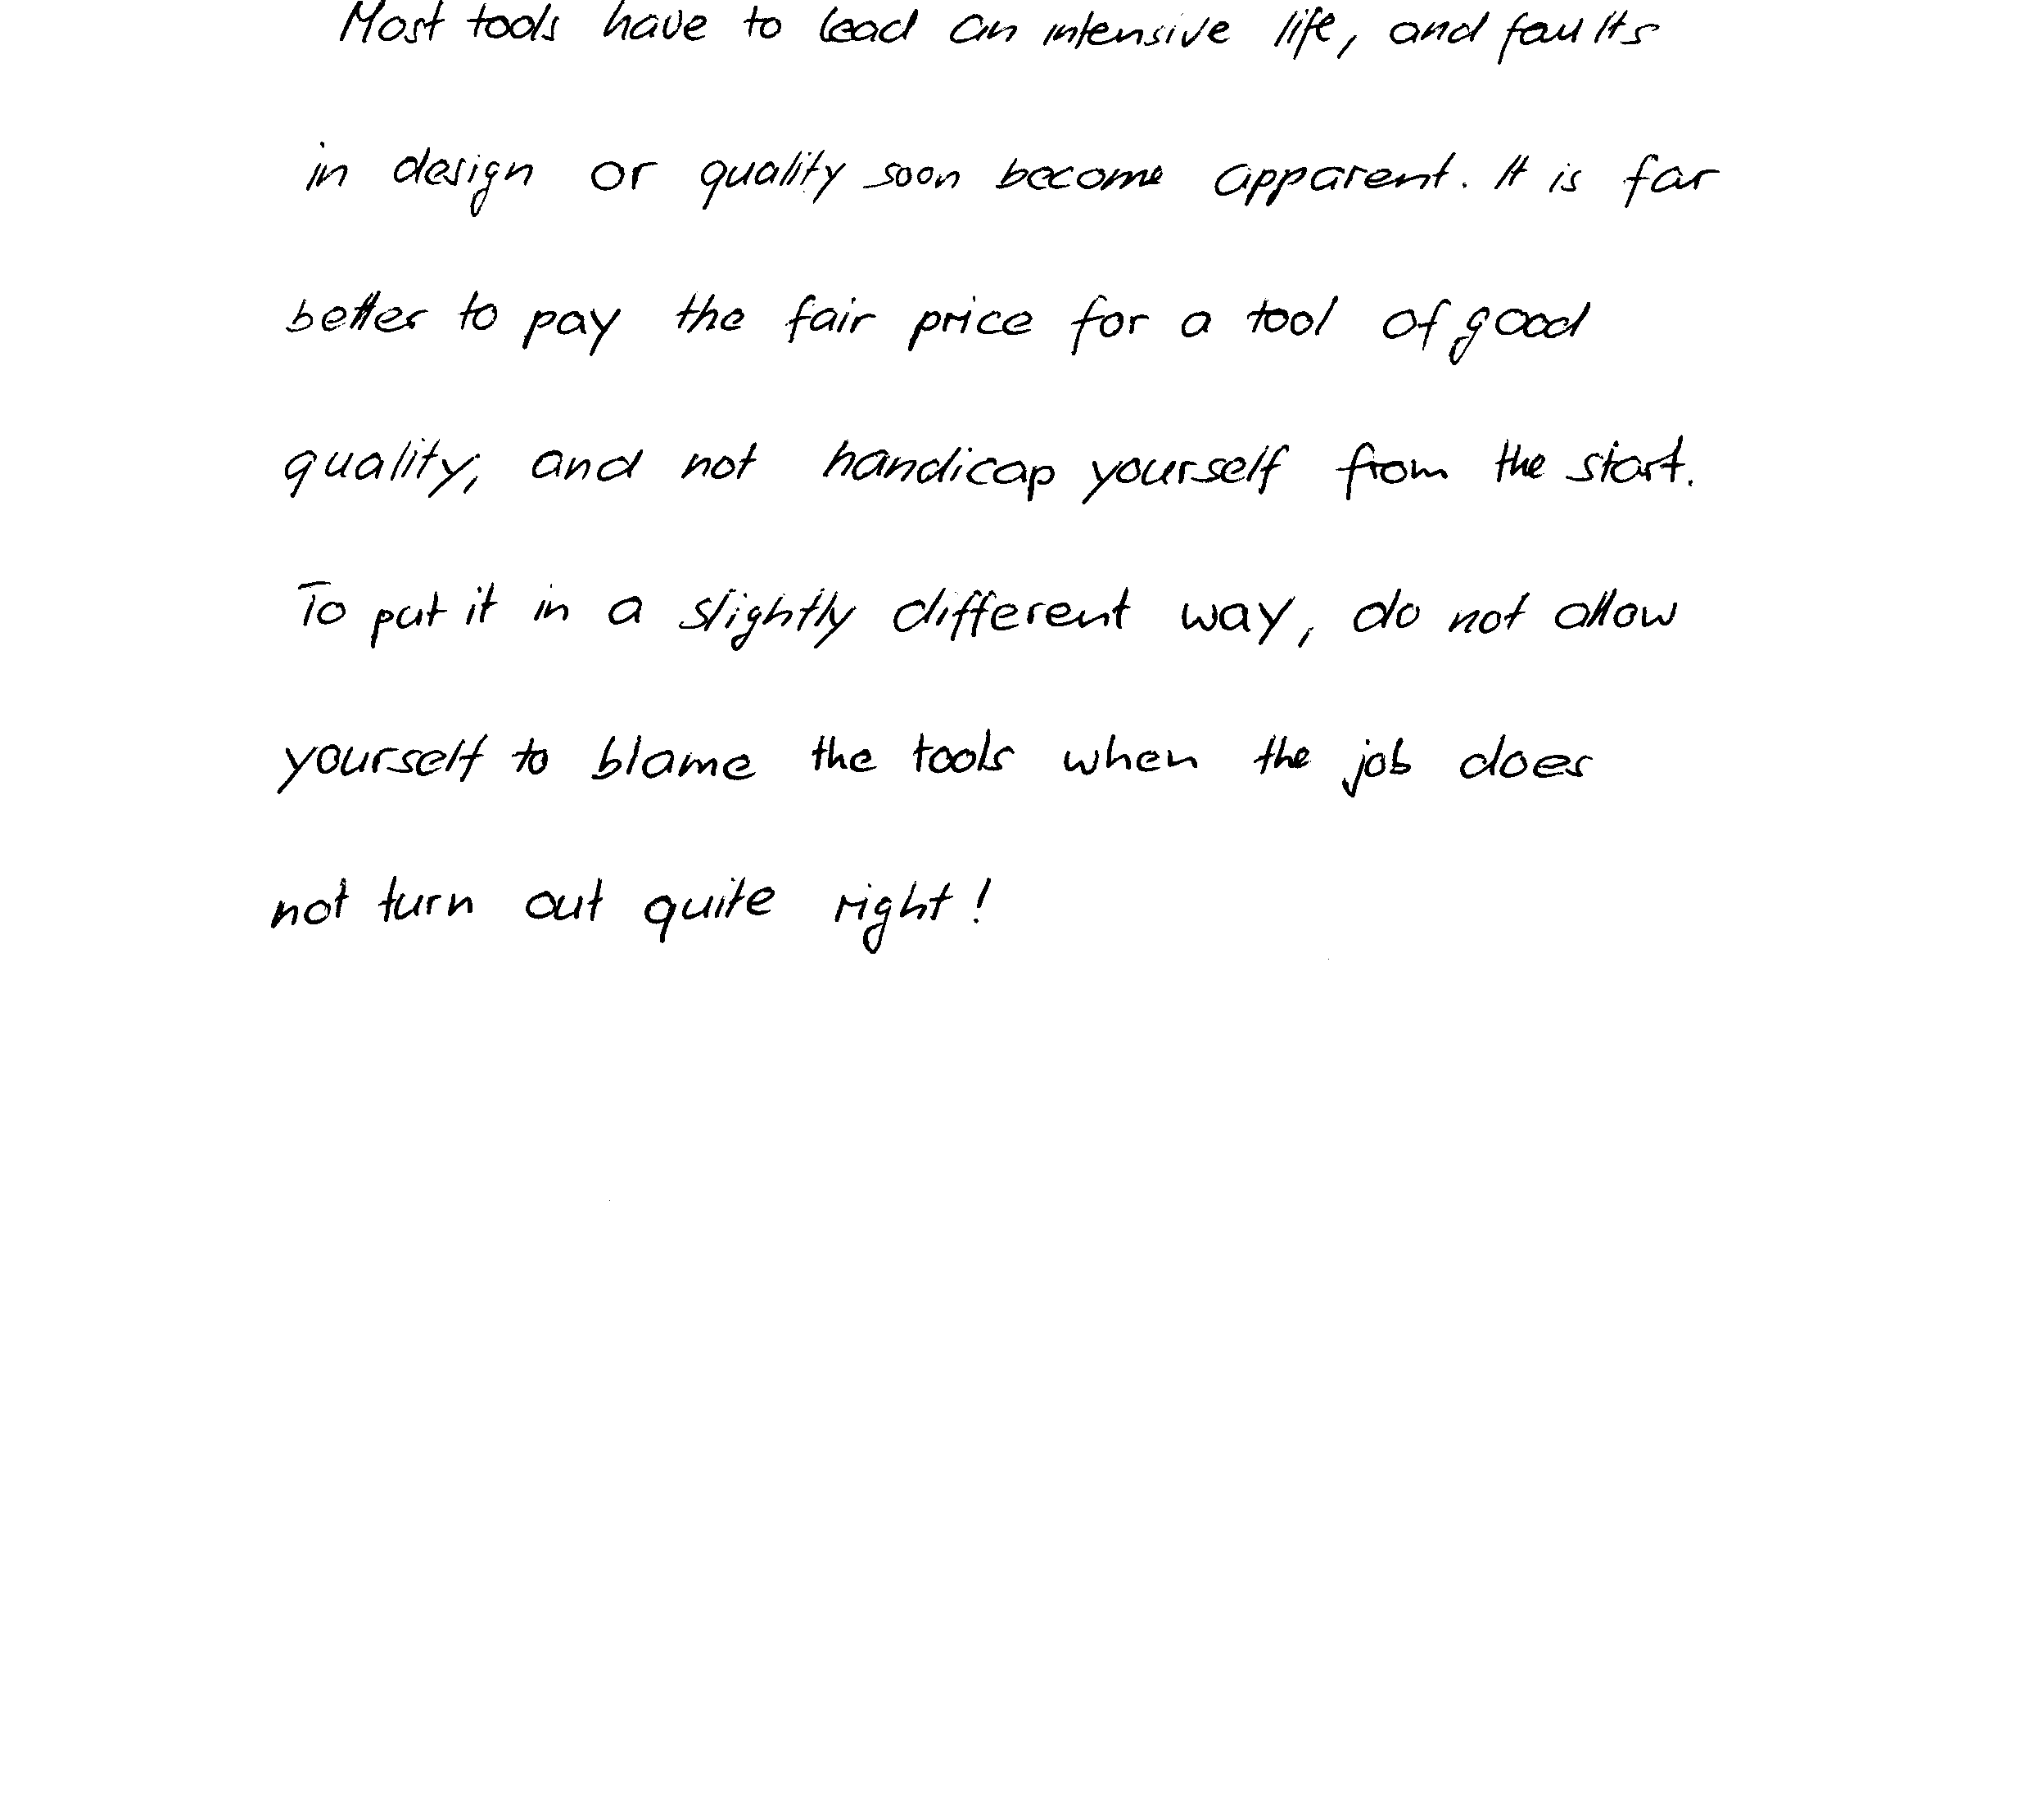 Most tools have to lead an intensive life, and faults
in design or quality soon become apparent. It is far
better to pay the fair price for a tool of good
quality, and not handicap yourself from the start.
To put it in a slightly different way, do not allow
yourself to blame the tools when the job does
not turn out quite right!